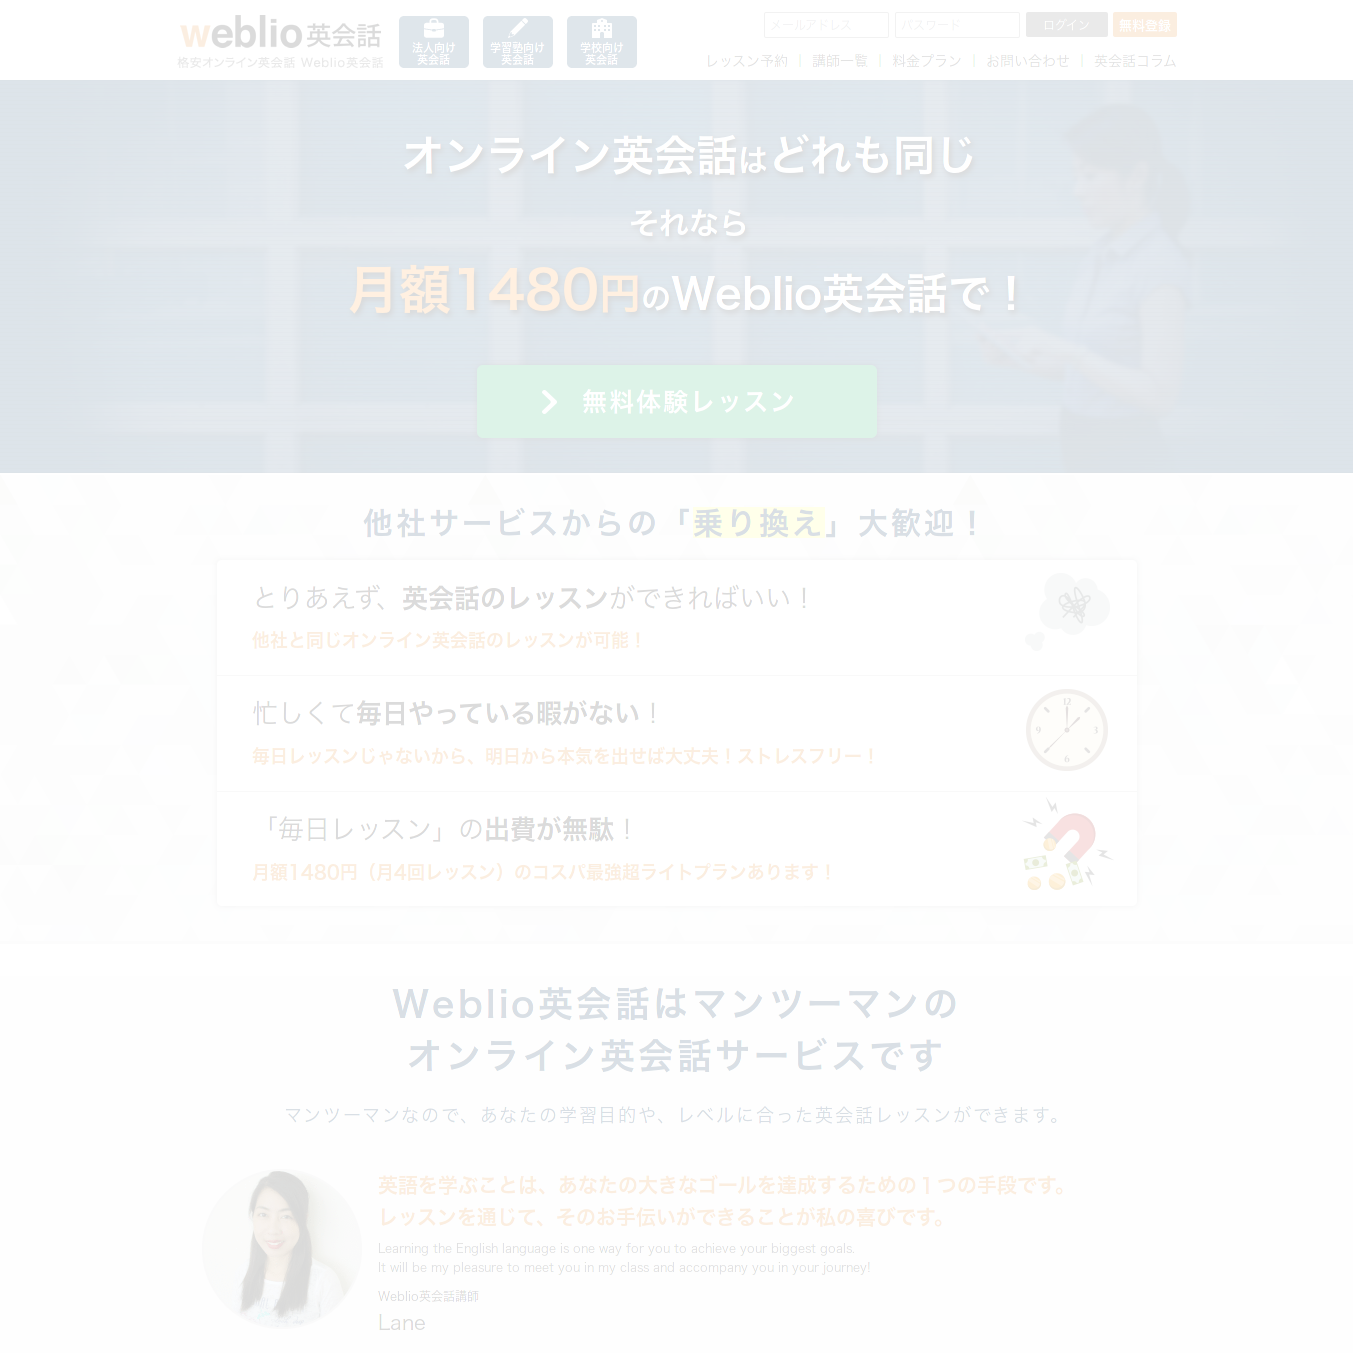 weblio英会話
格安オンライン英会話 Weblio英会話
法人向け
英会話
学習塾向け
英会話
学校向け
英会話
メールアドレス
パスワード
ログイン
無料登録
レッスン予約
講師一覧
料金プラン
お問い合わせ
英会話コラム
オンライン英会話はどれも同じ
それなら
月額1480円のWeblio英会話で！
無料体験レッスン
他社サービスからの「乗り換え」大歓迎！
とりあえず、英会話のレッスンができればいい！
他社と同じオンライン英会話のレッスンが可能！
忙しくて毎日やっている暇がない！
毎日レッスンじゃないから、明日から本気を出せば大丈夫！ストレスフリー！
「毎日レッスン」の出費が無駄！
月額1480円（月4回レッスン）のコスパ最強超ライトプランあります！
Weblio英会話はマンツーマンの
オンライン英会話サービスです
マンツーマンなので、あなたの学習目的や、レベルに合った英会話レッスンができます。
英語を学ぶことは、あなたの大きなゴールを達成するための１つの手段です。
レッスンを通じて、そのお手伝いができることが私の喜びです。
Learning the English language is one way for you to achieve your biggest goals.
It will be my pleasure to meet you in my class and accompany you in your journey!
Weblio英会話講師
Lane